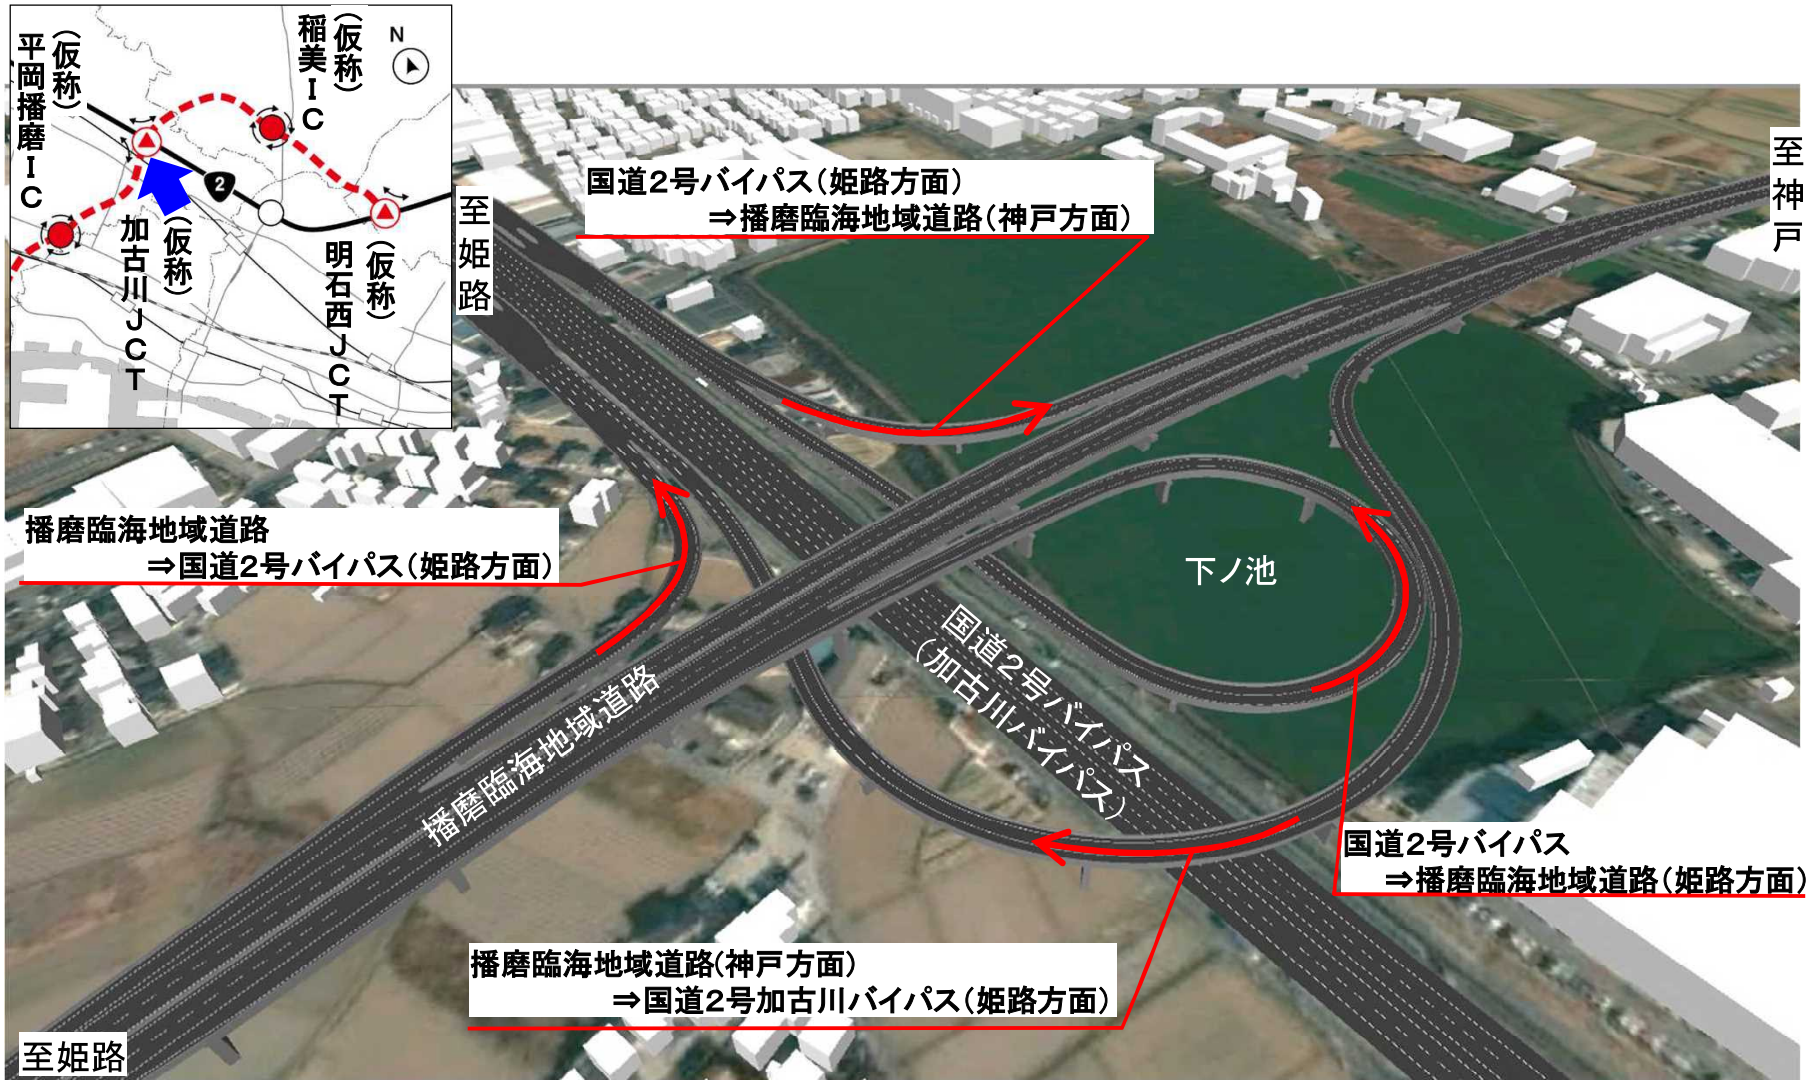 (仮称)
平岡播磨IC
(仮称)
稲美IC
N
2
(仮称)
加古川JCT
(仮称)
明石西JCT
至姫路
至神戸
国道2号バイパス(姫路方面)
⇒播磨臨海地域道路(神戸方面)
播磨臨海地域道路
⇒国道2号バイパス(姫路方面)
下ノ池
国道2号バイパス
(加古川バイパス)
播磨臨海地域道路
国道2号バイパス
⇒播磨臨海地域道路(姫路方面)
播磨臨海地域道路(神戸方面)
⇒国道2号加古川バイパス(姫路方面)
至姫路